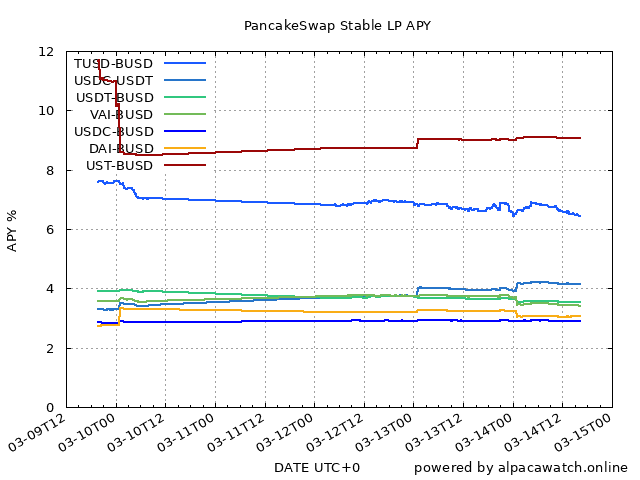 PancakeSwap Stable LP APY
TUSD-BUSD
USDC-USDT
USDT-BUSD
VAI-BUSD
USDC-BUSD
DAI-BUSD
UST-BUSD
12
10
8
6
4
2
0
APY %
03-09T12
03-10T00
03-10T12
03-11T00
03-11T12
03-12T00
03-12T12
03-13T00
03-13T12
03-14T00
03-14T12
03-15T00
DATE UTC+0
powered by alpacawatch.online